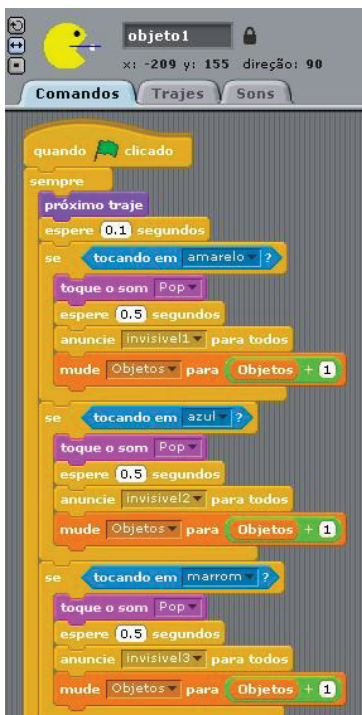 objeto1
x: -209 y: 155 direção: 90
Comandos Trajes Sons
quando clicado
sempre
próximo traje
espere 0.1 segundos
se tocando em amarelo ?
toque o som Pop
espere 0.5 segundos
anuncie invisivel1 para todos
mude Objetos para Objetos + 1
se tocando em azul ?
toque o som Pop
espere 0.5 segundos
anuncie invisivel2 para todos
mude Objetos para Objetos + 1
se tocando em marrom ?
toque o som Pop
espere 0.5 segundos
anuncie invisivel3 para todos
mude Objetos para Objetos + 1